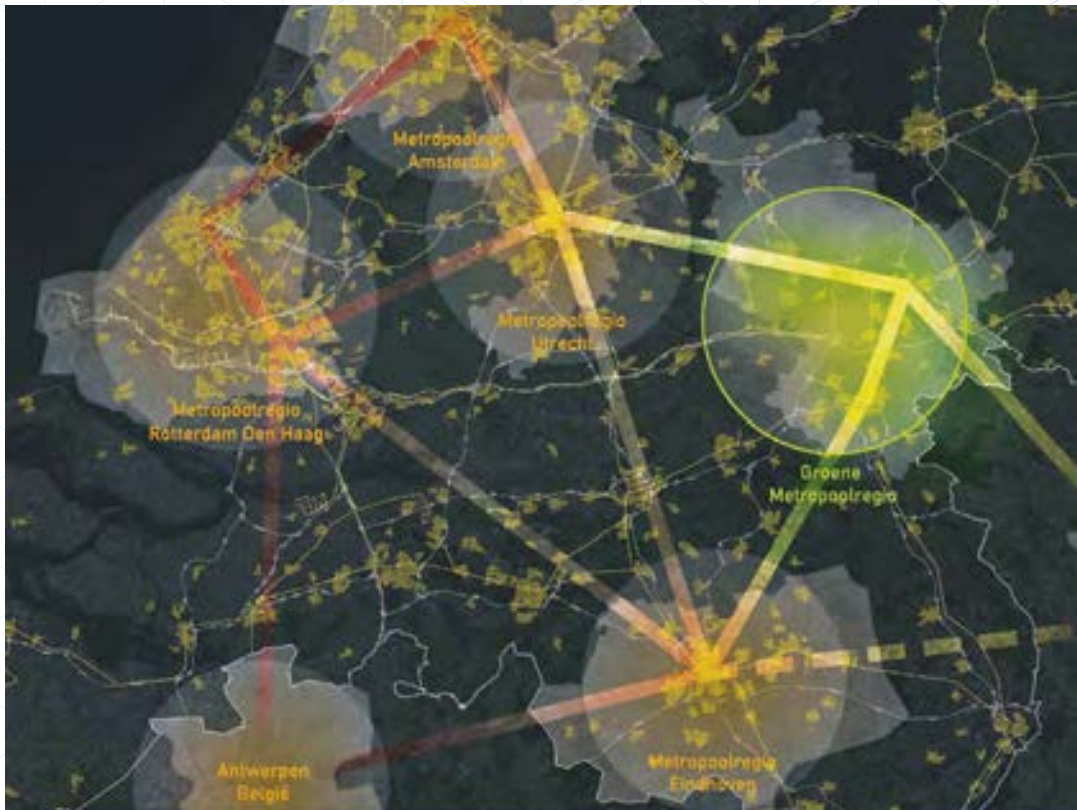 Metropoolregio
Amsterdam
Metropoolregio
Utrecht
Metropoolregio
Rotterdam Den Haag
Groene
Metropoolregio
Antwerpen
België
Metropoolregio
Eindhoven